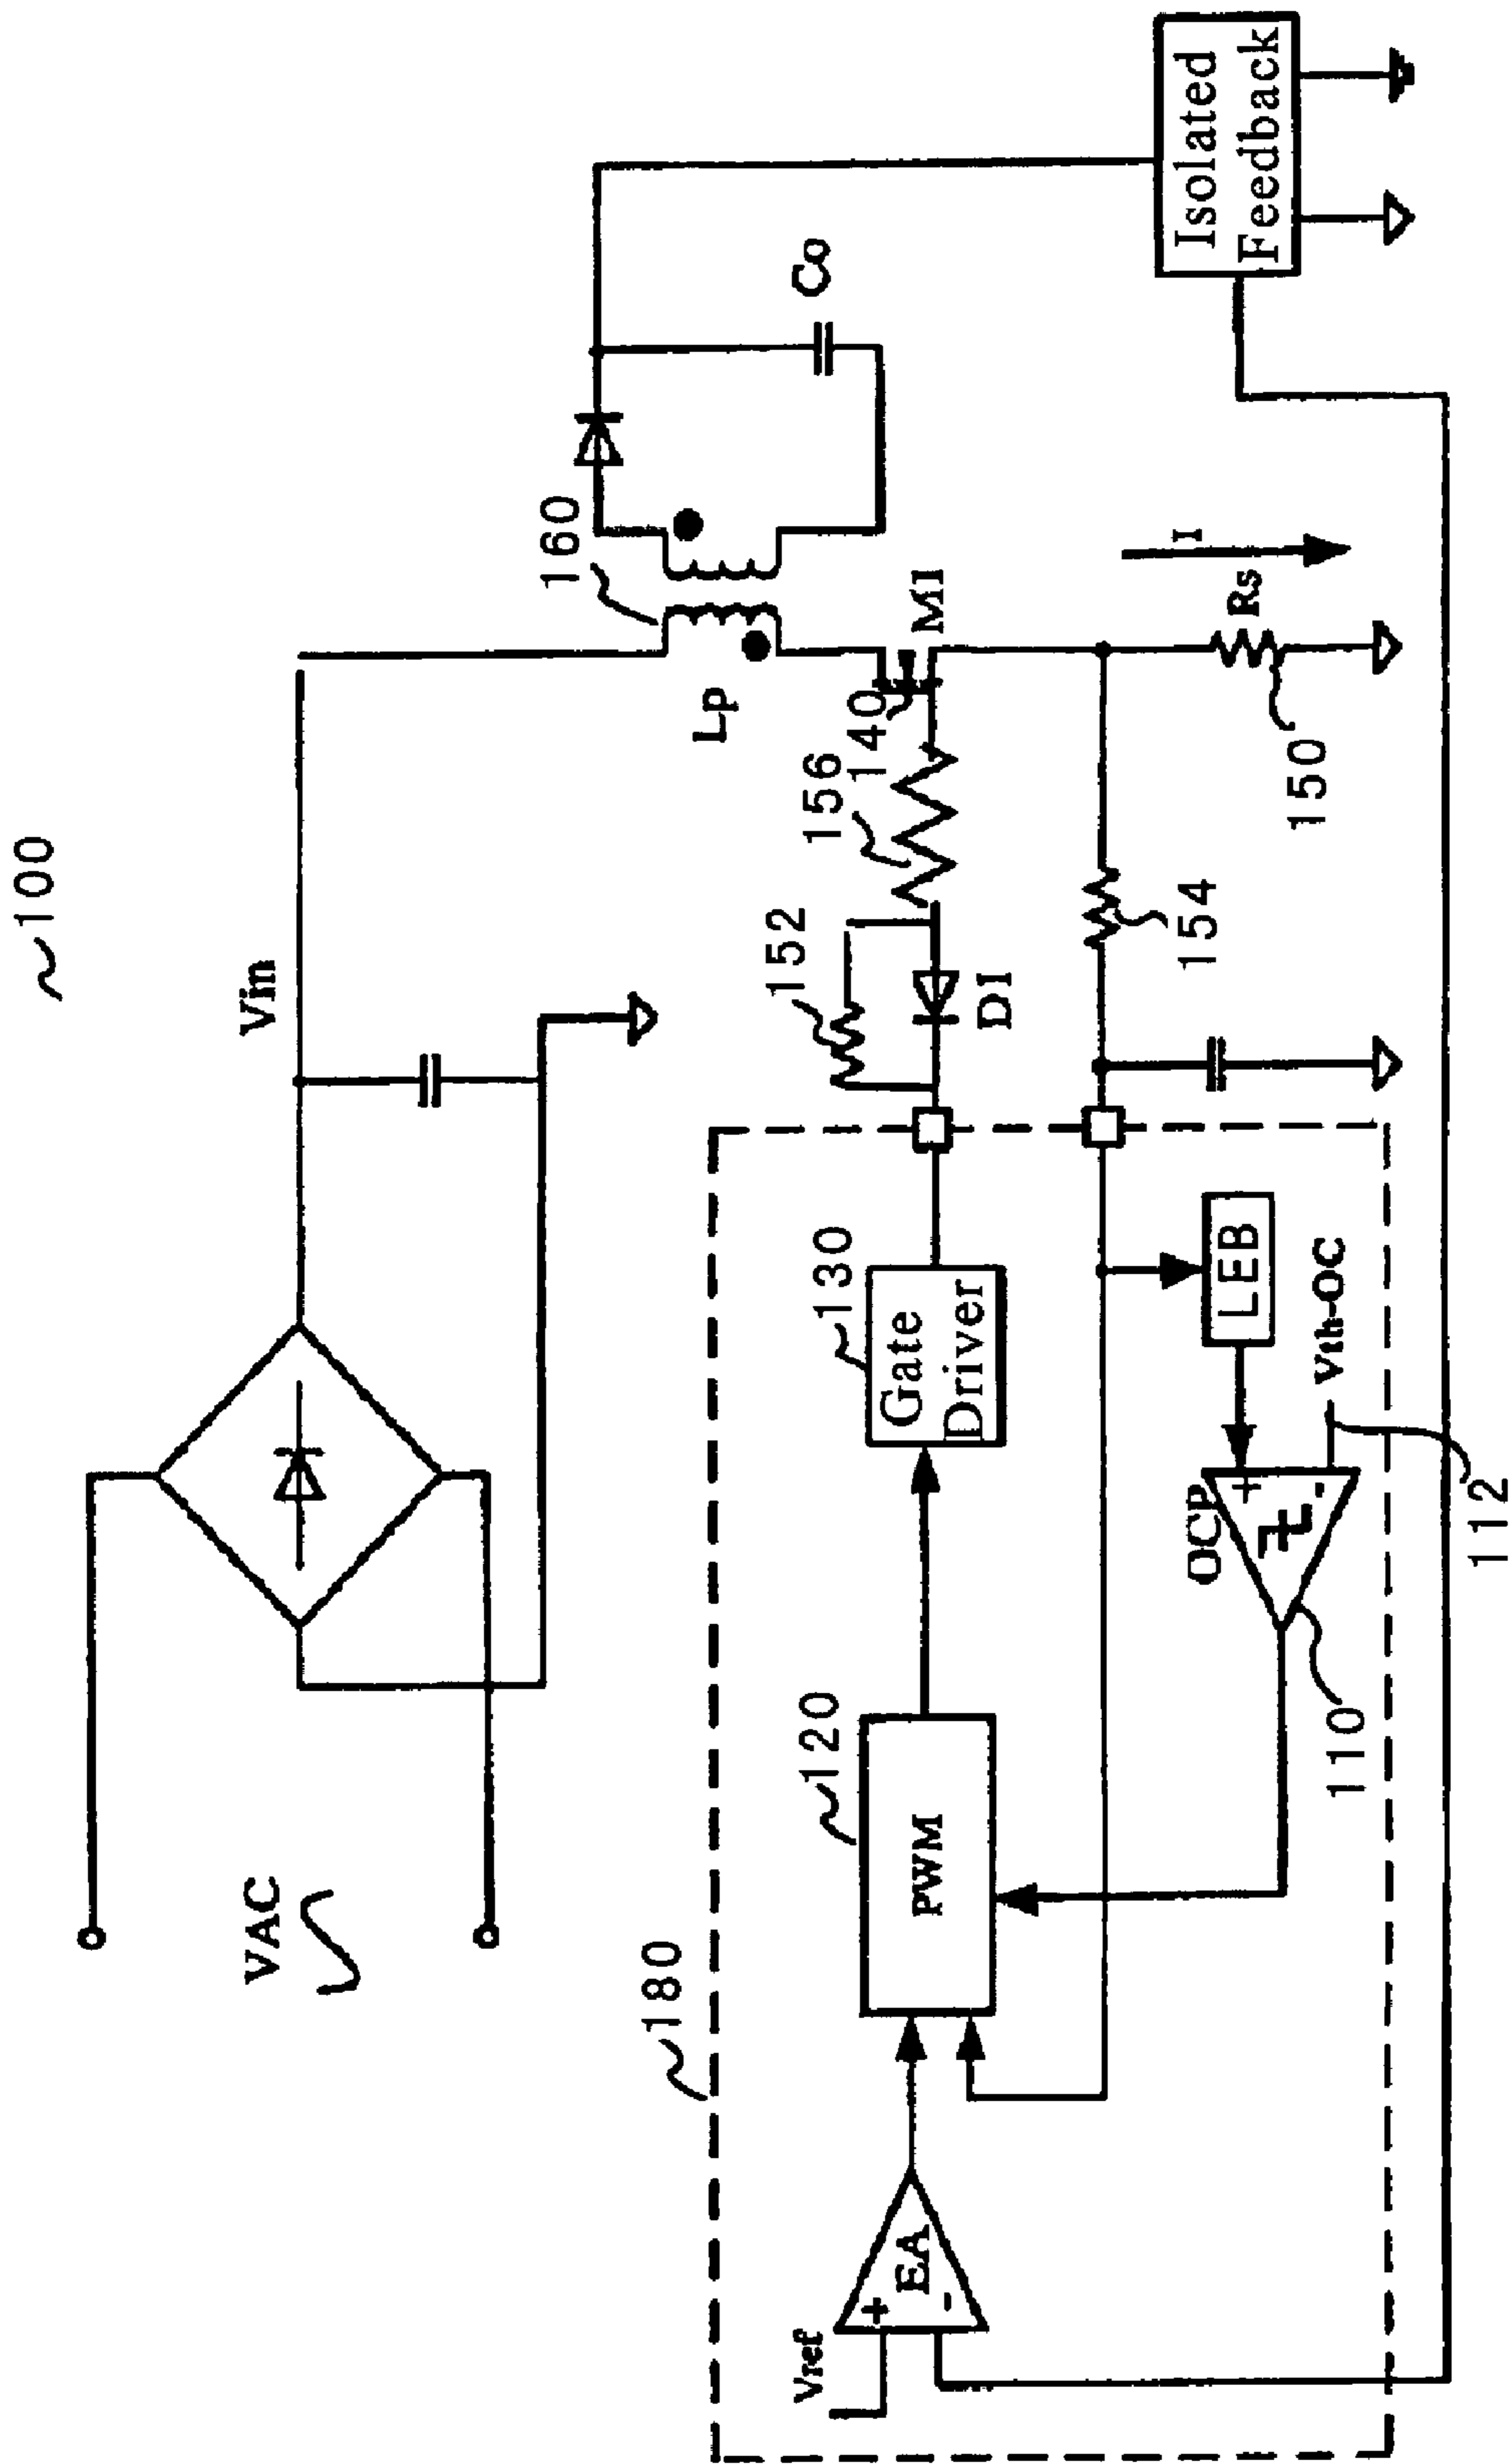 100
VAC
Vin
160
Lp
Co
180
120
130
152
156
140
M1
D1
Vref
+
EA
-
PWM
Gate
Driver
154
Rs
I
150
LEB
OCP
+
-
Vth-OC
110
112
Isolated
Feedback